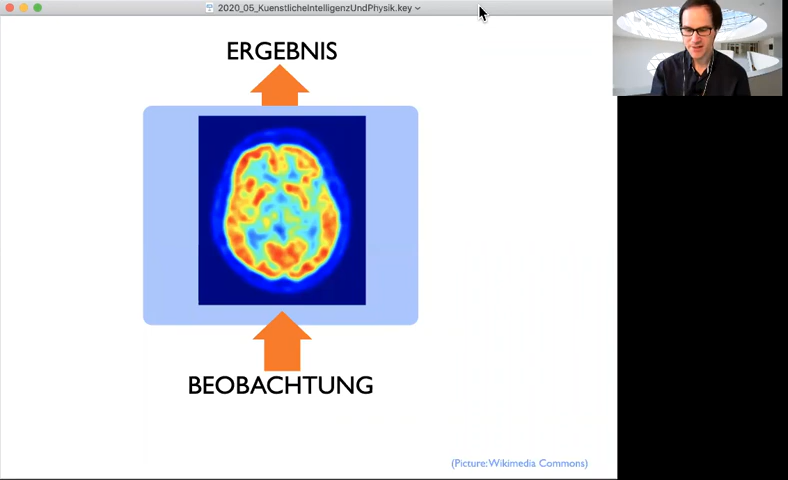 2020_05_KuenstlicheIntelligenzUndPhysik.key
ERGEBNIS
BEOBACHTUNG
(Picture:Wikimedia Commons)